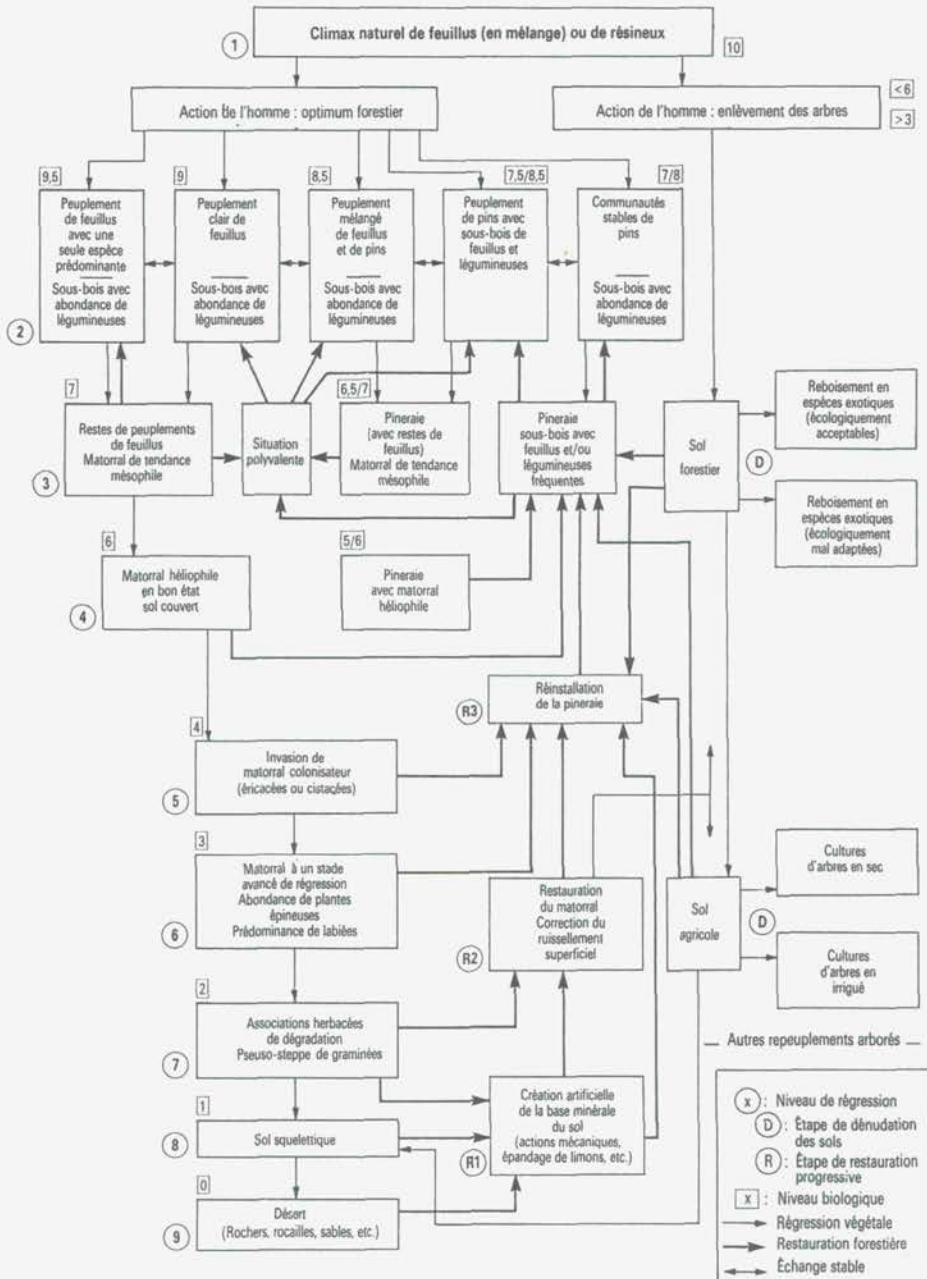 Climax naturel de feuillus (en mélange) ou de résineux
1
10
Action de l'homme : optimum forestier
Action de l'homme : enlèvement des arbres
<6
>3
9,5
Peuplement
de feuillus
avec une
seule espèce
prédominante
Sous-bois avec
abondance de
légumineuses
2
9
Peuplement
clair de
feuillus
Sous-bois avec
abondance de
légumineuses
8,5
Peuplement
mélangé
de feuillus
et de pins
Sous-bois avec
abondance de
légumineuses
7,5/8,5
Peuplement
de pins avec
sous-bois de
feuillus et
légumineuses
7/8
Communautés
stables de
pins
Sous-bois avec
abondance de
légumineuses
7
Restes de peuplements
de feuillus
Matorral de tendance
mésophile
3
Situation
polyvalente
6,5/7
Pineraie
(avec restes de
feuillus)
Matorral de tendance
mésophile
Pineraie
sous-bois avec
feuillus et/ou
légumineuses
fréquentes
Sol
forestier
D
Reboisement en
espèces exotiques
(écologiquement
acceptables)
Reboisement en
espèces exotiques
(écologiquement
mal adaptées)
6
Matorral héliophile
en bon état
sol couvert
4
5/6
Pineraie
avec matorral
héliophile
Réinstallation
de la pineraie
R3
4
Invasion de
matorral colonisateur
(éricacées ou cistacées)
5
3
Matorral à un stade
avancé de régression
Abondance de plantes
épineuses
Prédominance de labiées
6
Restauration
du matorral
Correction du
ruissellement
superficiel
R2
Sol
agricole
D
Cultures
d'arbres en sec
Cultures
d'arbres en
irrigué
2
Associations herbacées
de dégradation
Pseuso-steppe de graminées
7
Autres repeuplements arborés
1
Sol squelettique
8
Création artificielle
de la base minérale
du sol
(actions mécaniques,
épandage de limons, etc.)
R1
0
Désert
(Rochers, rocailles, sables, etc.)
9
x : Niveau de régression
D : Étape de dénudation
des sols
R : Étape de restauration
progressive
x : Niveau biologique
Régression végétale
Restauration forestière
Échange stable